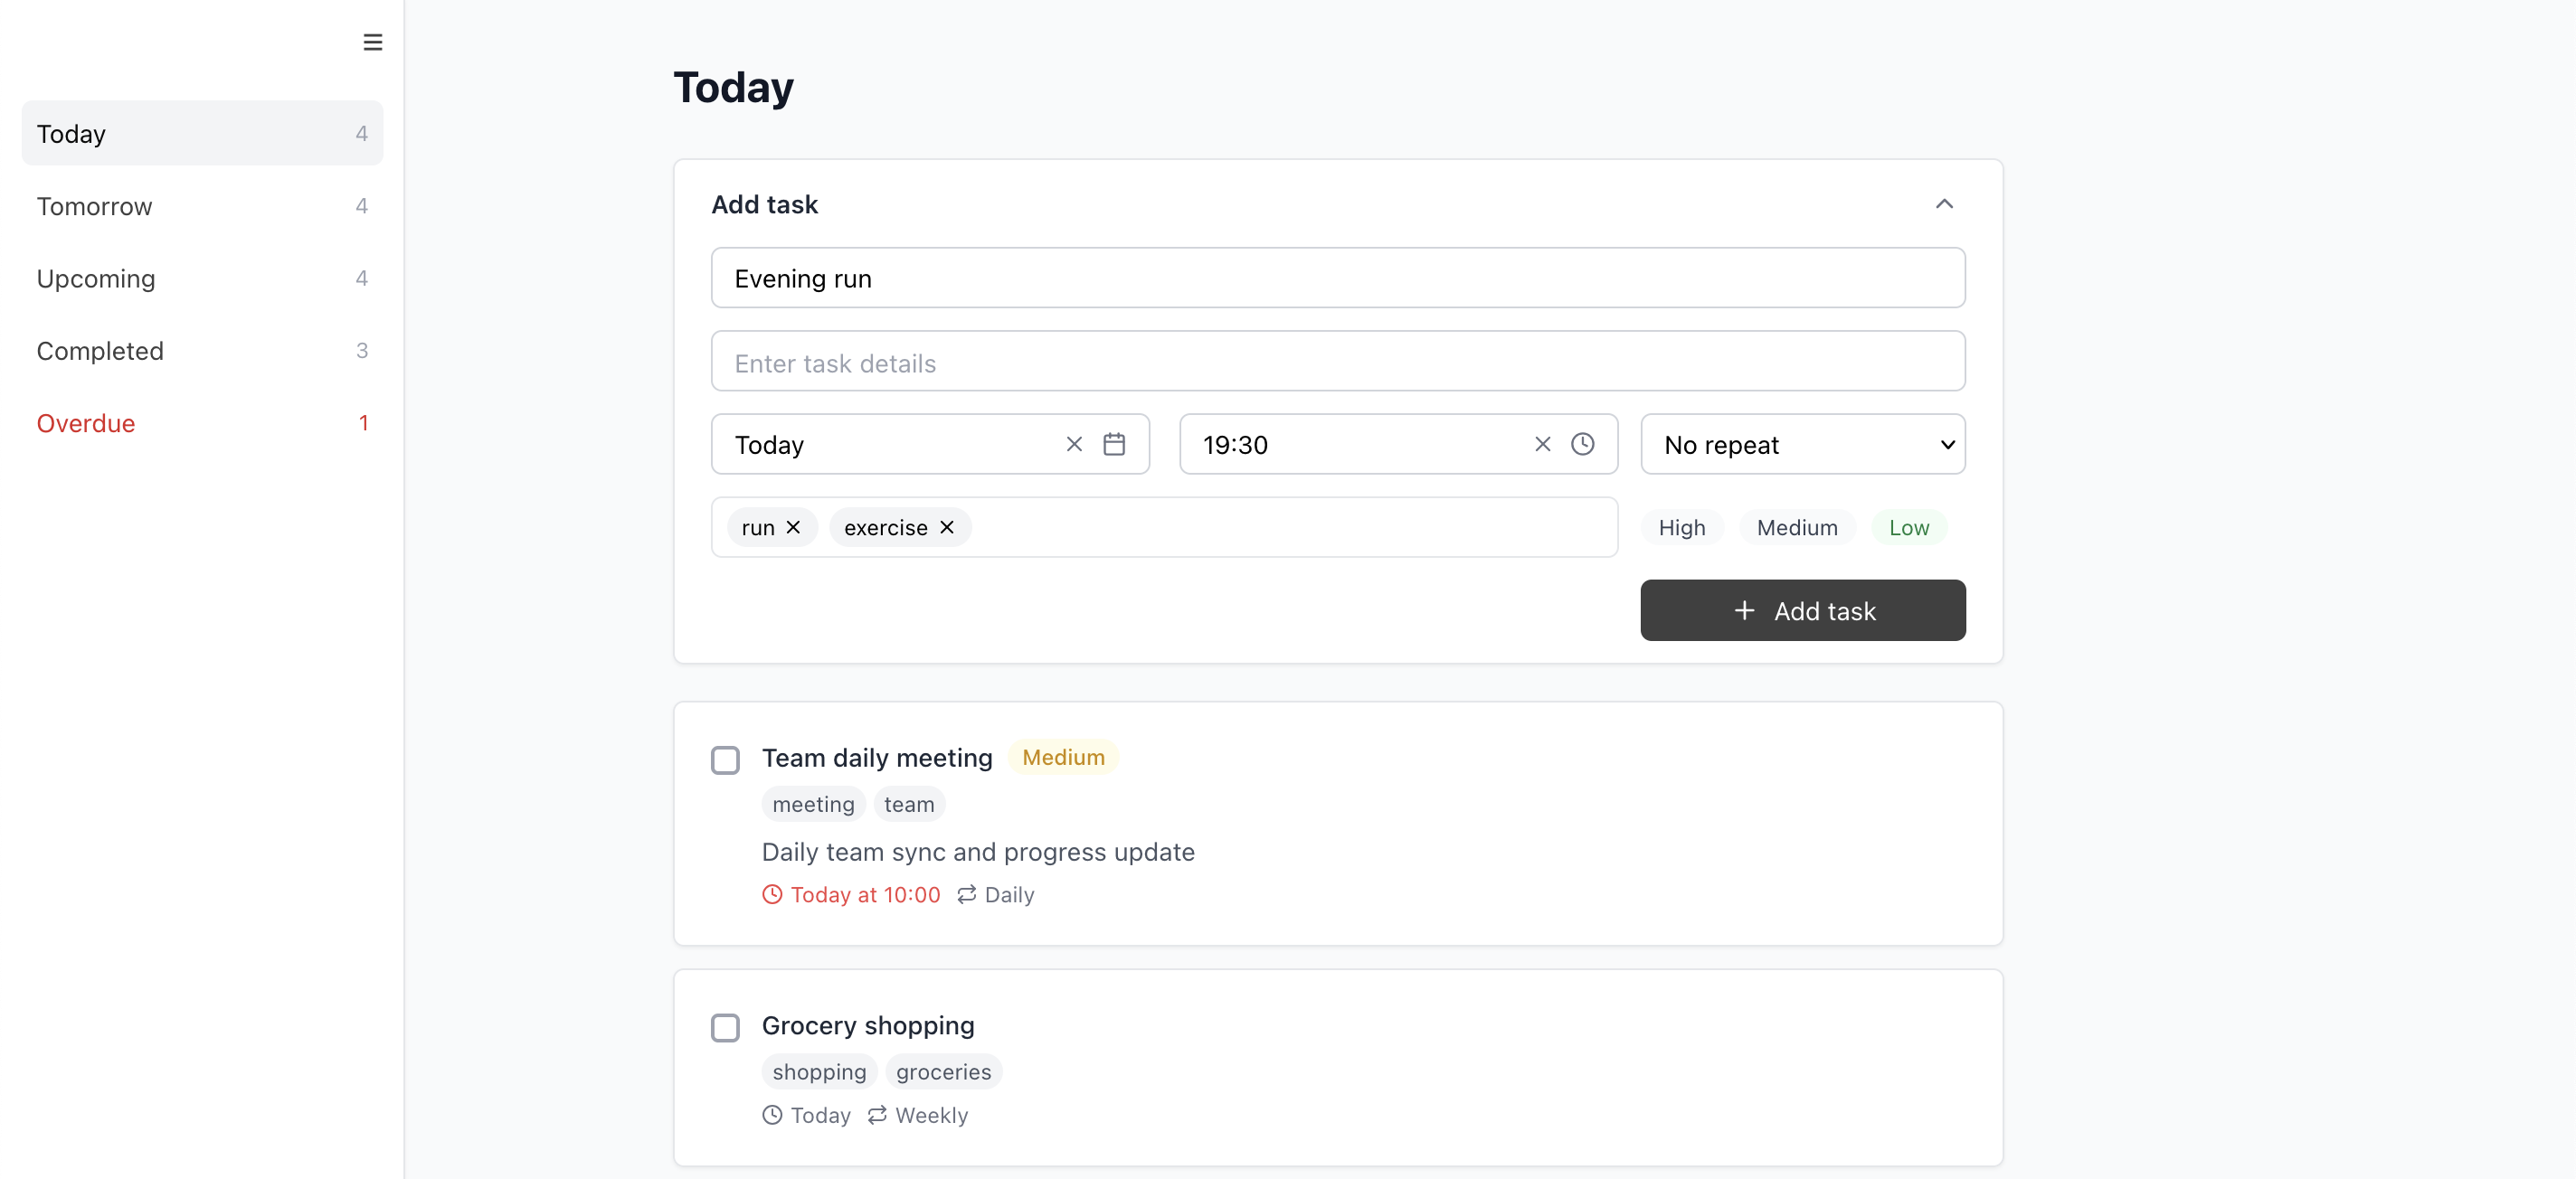 Today 4
Tomorrow 4
Upcoming 4
Completed 3
Overdue 1
Today
Add task
Evening run
Enter task details
Today
19:30
No repeat
run
exercise
High
Medium
Low
Add task
Team daily meeting Medium
meeting team
Daily team sync and progress update
Today at 10:00 Daily
Grocery shopping
shopping groceries
Today Weekly